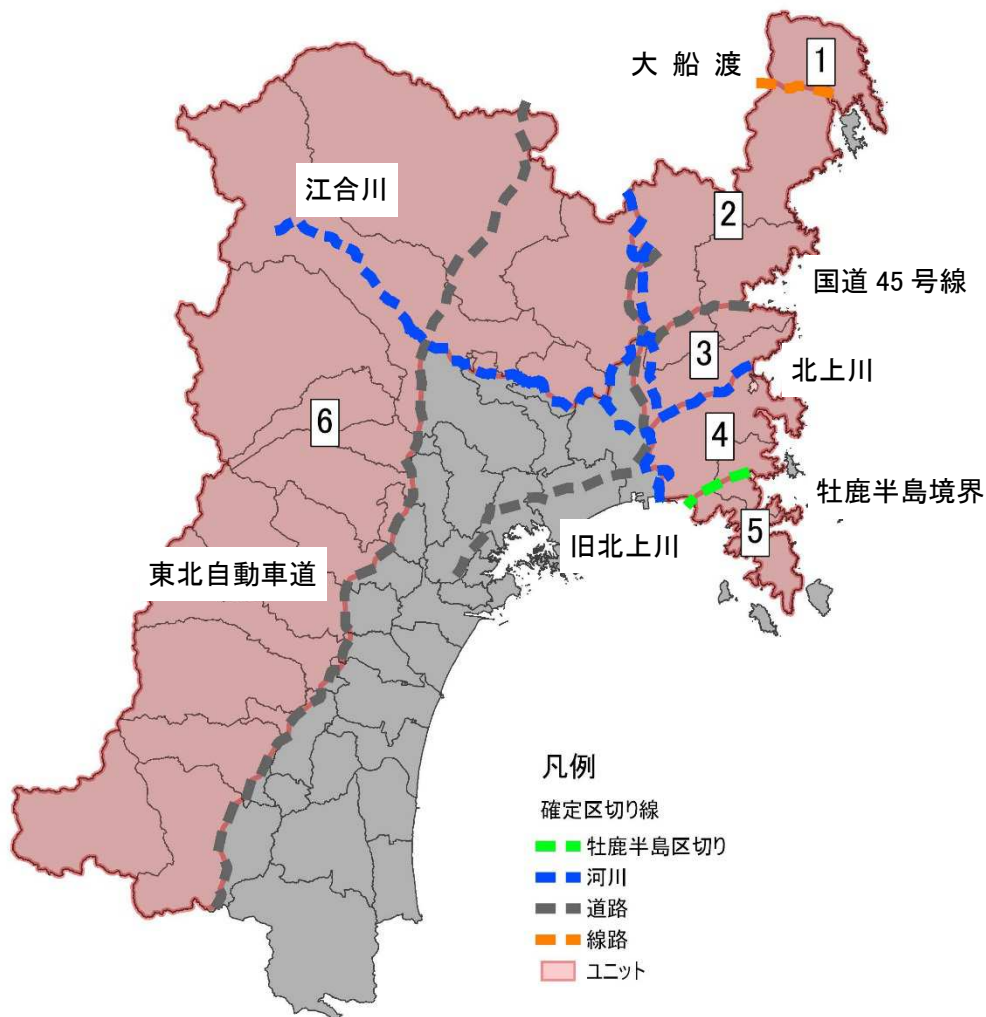 1
大 船 渡
江合川
2
国道 45 号線
3
北上川
6
4
牡鹿半島境界
5
旧北上川
東北自動車道
凡例
確定区切り線
牡鹿半島区切り
河川
道路
線路
ユニット